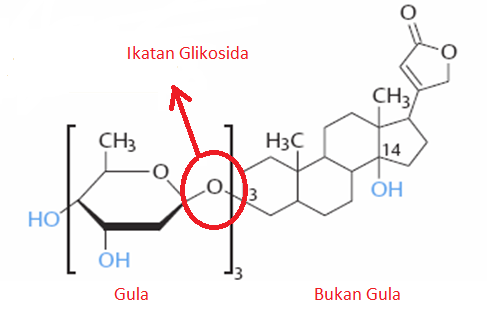 Ikatan Glikosida
O
O
CH₃
H₃C
CH₃
O
O
3
14
OH
HO
OH
3
Gula
Bukan Gula